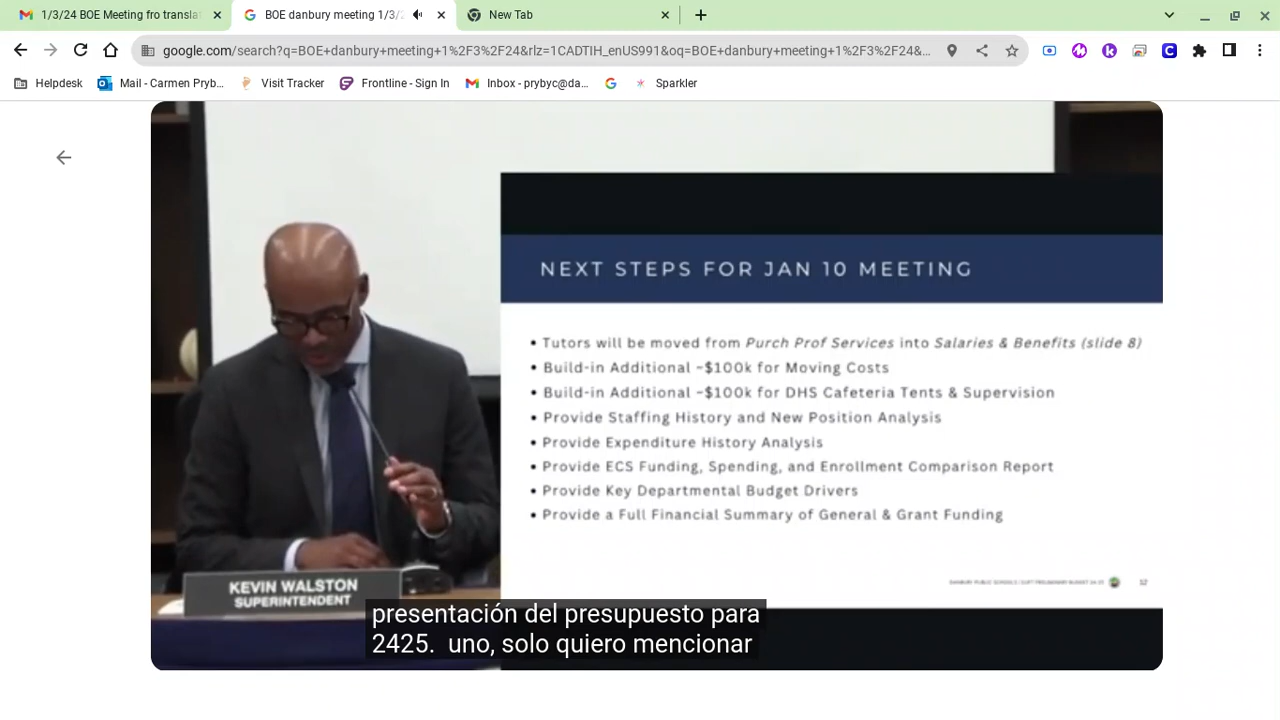 1/3/24 BOE Meeting fro translat
BOE danbury meeting 1/3/2
New Tab
google.com/search?q=BOE+danbury+meeting+1%2F3%2F24&rlz=1CADTIH_enUS991&oq=BOE+danbury+meeting+1%2F3%2F24&...
Helpdesk
Mail - Carmen Pryb...
Visit Tracker
Frontline - Sign In
Inbox - prybyc@da...
Sparkler
NEXT STEPS FOR JAN 10 MEETING
• Tutors will be moved from Purch Prof Services into Salaries & Benefits (slide 8)
• Build-in Additional ~$100k for Moving Costs
• Build-in Additional ~$100k for DHS Cafeteria Tents & Supervision
• Provide Staffing History and New Position Analysis
• Provide Expenditure History Analysis
• Provide ECS Funding, Spending, and Enrollment Comparison Report
• Provide Key Departmental Budget Drivers
• Provide a Full Financial Summary of General & Grant Funding
KEVIN WALSTON
SUPERINTENDENT
presentación del presupuesto para
2425. uno, solo quiero mencionar